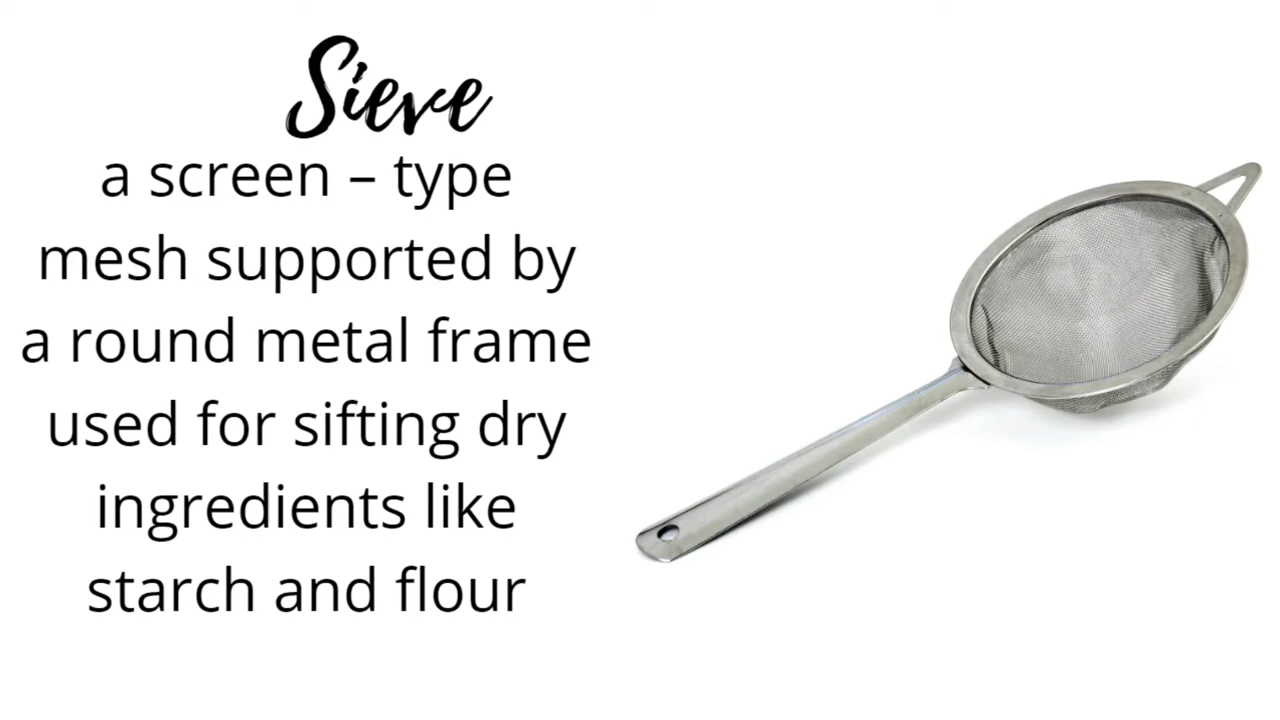 Sieve
a screen – type
mesh supported by
a round metal frame
used for sifting dry
ingredients like
starch and flour